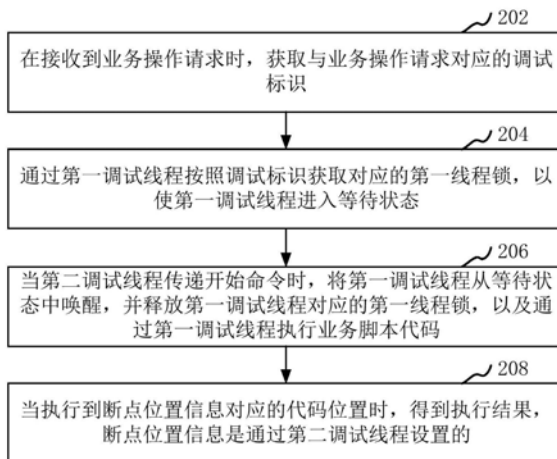 202
在接收到业务操作请求时，获取与业务操作请求对应的调试
标识
204
通过第一调试线程按照调试标识获取对应的第一线程锁，以
使第一调试线程进入等待状态
206
当第二调试线程传递开始命令时，将第一调试线程从等待状
态中唤醒，并释放第一调试线程对应的第一线程锁，以及通
过第一调试线程执行业务脚本代码
208
当执行到断点位置信息对应的代码位置时，得到执行结果，
断点位置信息是通过第二调试线程设置的